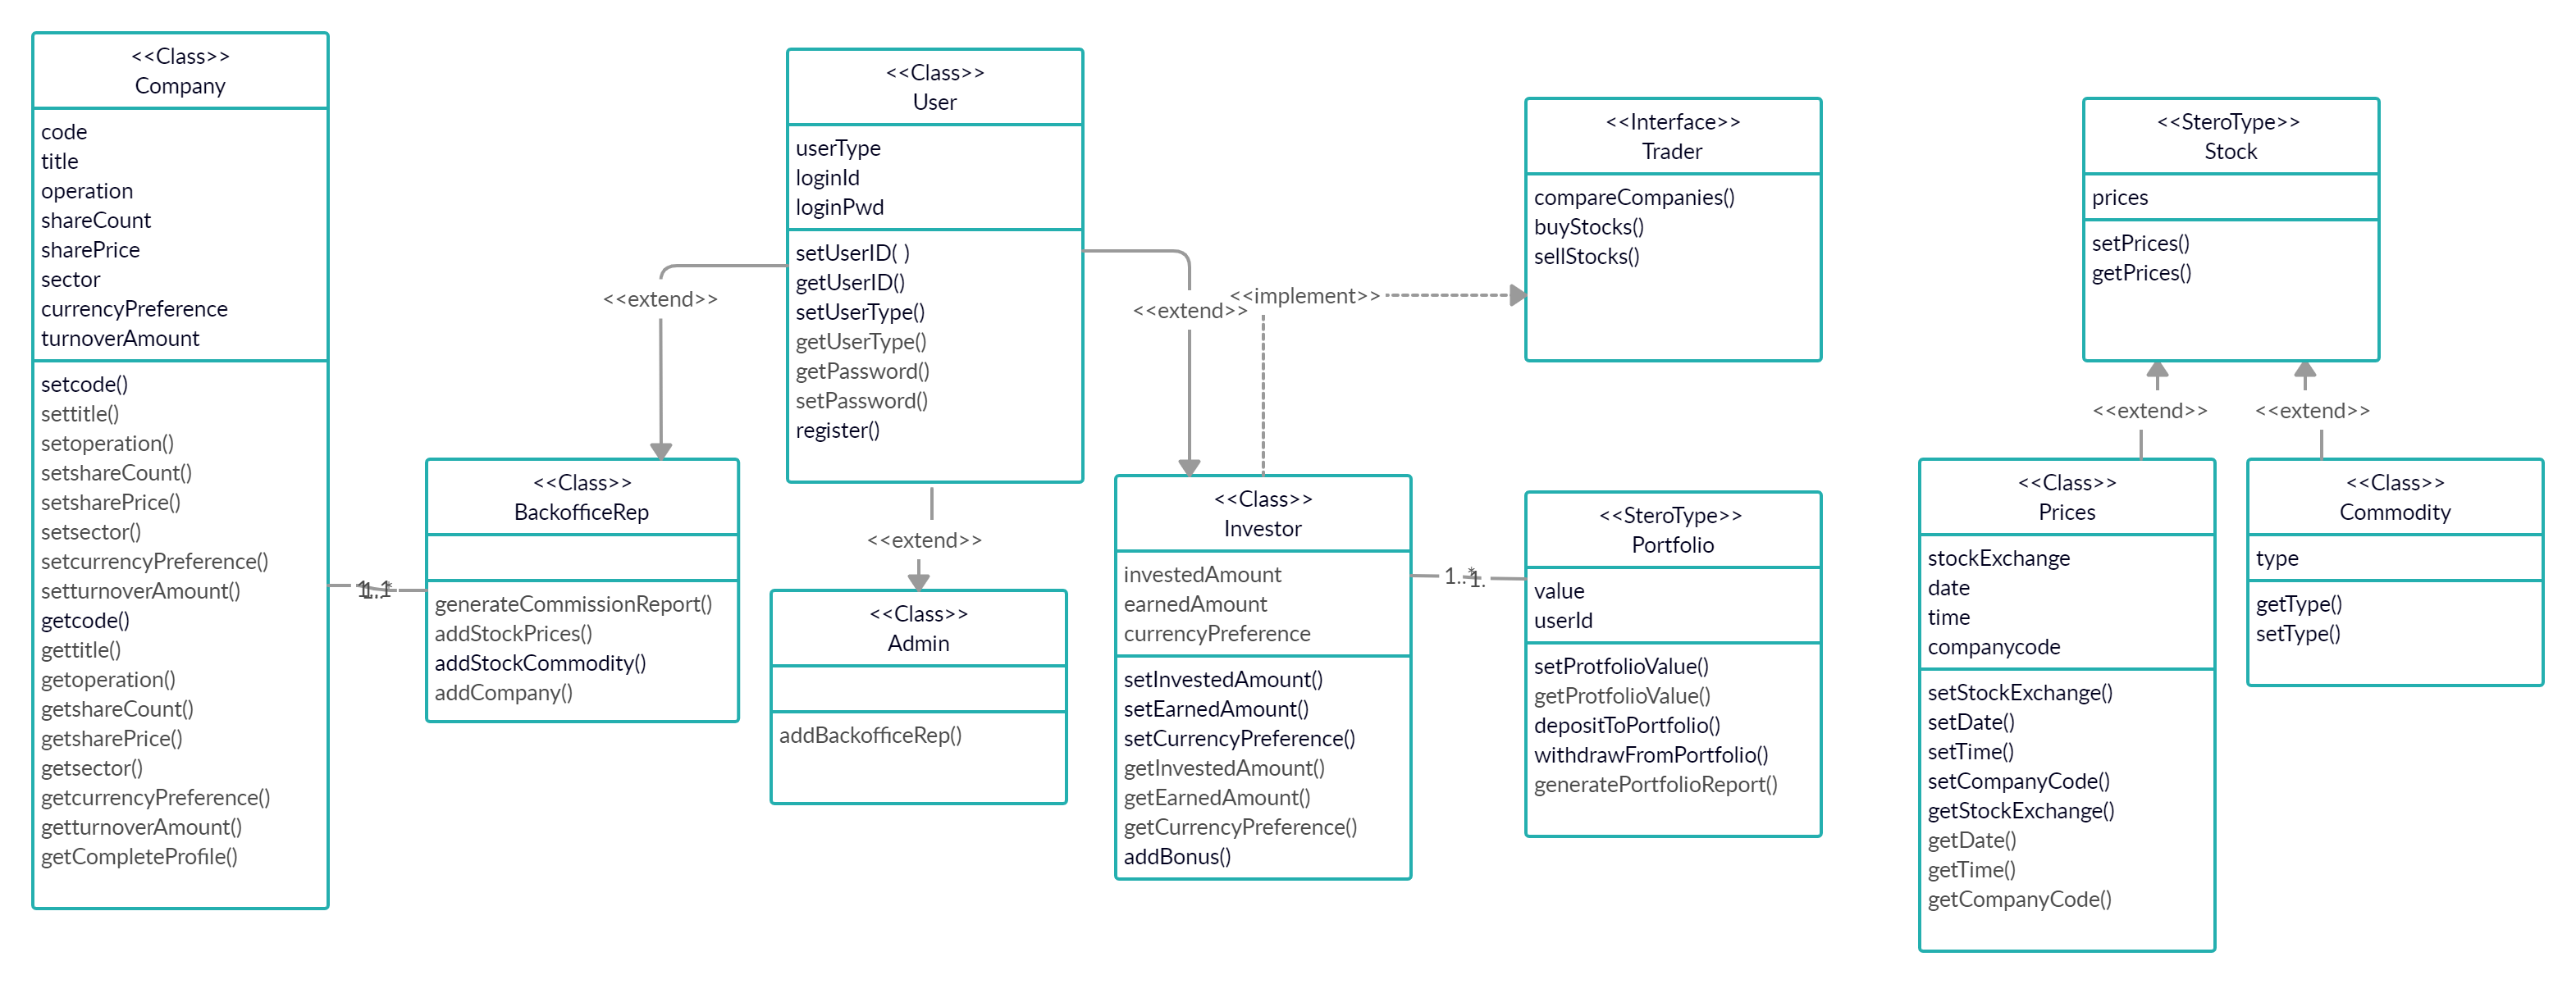 <<Class>>
Company
code
title
operation
shareCount
sharePrice
sector
currencyPreference
turnoverAmount
setcode()
settitle()
setoperation()
setshareCount()
setsharePrice()
setsector()
setcurrencyPreference()
setturnoverAmount()
getcode()
gettitle()
getoperation()
getshareCount()
getsharePrice()
getsector()
getcurrencyPreference()
getturnoverAmount()
getCompleteProfile()
<<Class>>
BackofficeRep
generateCommissionReport()
addStockPrices()
addStockCommodity()
addCompany()
<<extend>>
<<Class>>
User
userType
loginId
loginPwd
setUserID( )
getUserID()
setUserType()
getUserType()
getPassword()
setPassword()
register()
<<extend>>
<<Class>>
Admin
addBackofficeRep()
<<extend>>
<<implement>>
<<Class>>
Investor
investedAmount
earnedAmount
currencyPreference
setInvestedAmount()
setEarnedAmount()
setCurrencyPreference()
getInvestedAmount()
getEarnedAmount()
getCurrencyPreference()
addBonus()
<<Interface>>
Trader
compareCompanies()
buyStocks()
sellStocks()
<<SteroType>>
Portfolio
value
userId
setProtfolioValue()
getProtfolioValue()
depositToPortfolio()
withdrawFromPortfolio()
generatePortfolioReport()
<<SteroType>>
Stock
prices
setPrices()
getPrices()
<<extend>>
<<extend>>
<<Class>>
Prices
stockExchange
date
time
companycode
setStockExchange()
setDate()
setTime()
setCompanyCode()
getStockExchange()
getDate()
getTime()
getCompanyCode()
<<Class>>
Commodity
type
getType()
setType()